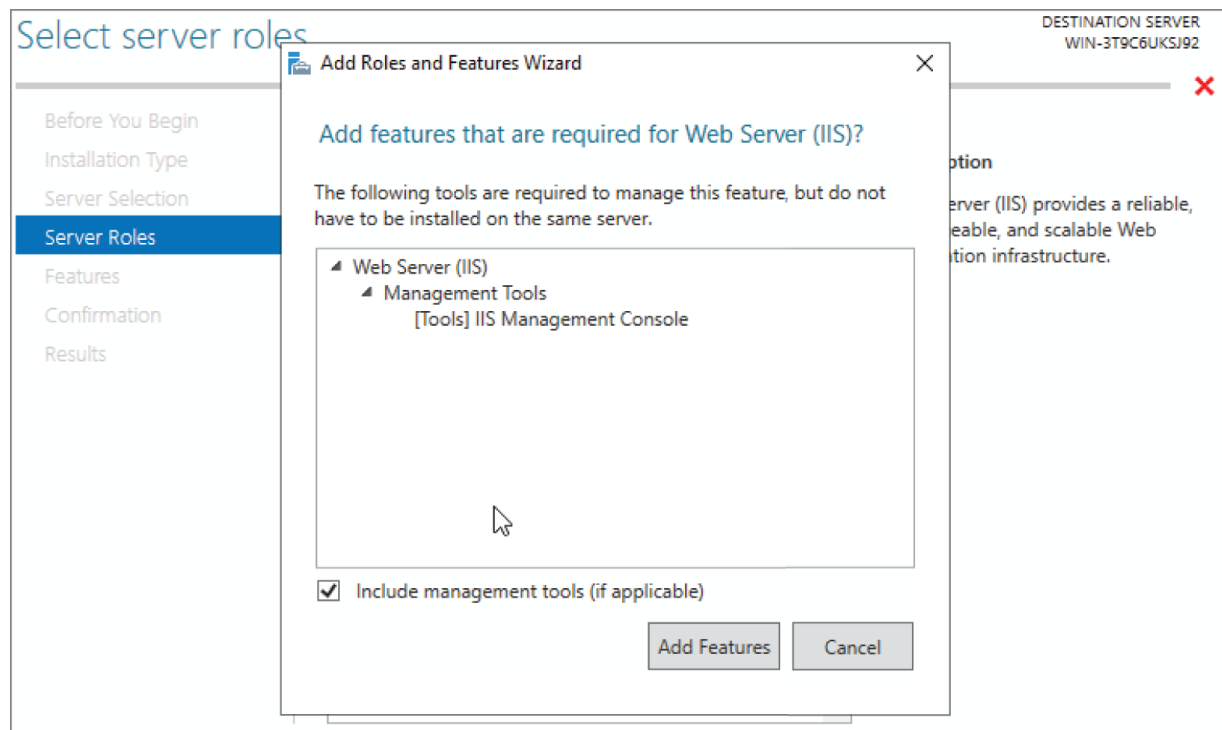 Select server roles
DESTINATION SERVER
WIN-3T9C6UKSJ92
Add Roles and Features Wizard
Before You Begin
Installation Type
Server Selection
Server Roles
Features
Confirmation
Results
Add features that are required for Web Server (IIS)?
The following tools are required to manage this feature, but do not
have to be installed on the same server.
Web Server (IIS)
Management Tools
[Tools] IIS Management Console
Include management tools (if applicable)
Add Features
Cancel
(IIS) provides a reliable,
and scalable Web
infrastructure.